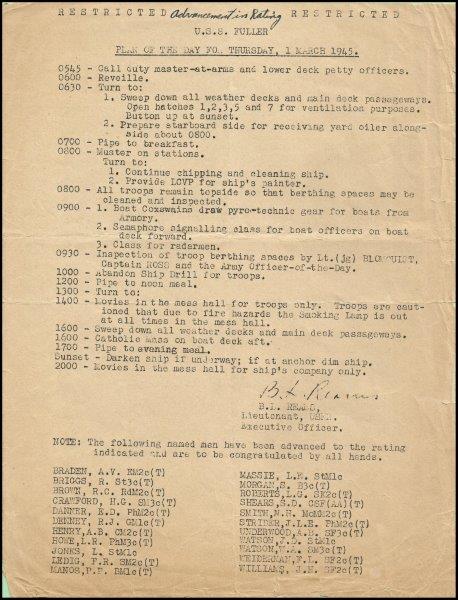 RESTRICTED Advancement in Rating RESTRICTED
U.S.S. FULLER
PLAN OF THE DAY FOR THURSDAY, 1 MARCH 1945.
0545 - Call duty master-at-arms and lower deck petty officers.
0600 - Reveille.
0630 - Turn to:
1. Sweep down all weather decks and main deck passageways.
Open hatches 1,2,3,5 and 7 for ventilation purposes.
Button up at sunset.
2. Prepare starboard side for receiving yard oiler along-
side about 0800.
0700 - Pipe to breakfast.
0800 - Muster on stations.
Turn to:
1. Continue chipping and cleaning ship.
2. Provide LCVP for ship's painter.
0800 - All troops remain topside so that berthing spaces may be
cleaned and inspected.
0900 - 1. Boat Coxswains draw pyro-technic gear for boats from
Armory.
2. Semaphore signalling class for boat officers on boat
deck forward.
3. Class for radarmen.
0930 - Inspection of troop berthing spaces by Lt.(jg) BLOMQUIST,
Captain ROSS and the Army Officer-of-the-Day.
1000 - Abandon Ship Drill for troops.
1200 - Pipe to noon meal.
1300 - Turn to:
1400 - Movies in the mess hall for troops only. Troops are caut-
ioned that due to fire hazards the Smoking Lamp is out
at all times in the mess hall.
1600 - Sweep down all weather decks and main deck passageways.
1600 - Catholic mass on boat deck aft.
1700 - Pipe to evening meal.
Sunset - Darken ship if underway; if at anchor dim ship.
2000 - Movies in the mess hall for ship's company only.
B.L.
B.L.
Lieutenant,
Executive Officer.
NOTE: The following named men have been advanced to the rating
indicated and are to be congratulated by all hands.
BRADEN, A.V. EM2c(T)
BRIGGS, R. St3c(T)
BROWN, R.C. RdM2c(T)
CRAWFORD, H.G. SM3c(T)
DANNER, E.D. PhM2c(T)
DENNEY, R.J. GM1c(T)
HENRY,A.B. CM2c(T)
HOWE,L.R. PhM3c(T)
JONES, L. StM1c
LEDIG, F.R. SM2c(T)
MANOS,P.P. BM1c(T)
MASSIE, L.E. StM1c
MORGAN,S. B3c(T)
ROBERTS,L.G. SK2c(T)
SHEARS,S.D. CSF(AA)(T)
SMITH,W.H. MoMM2c(T)
STRIDER,J.L.E. PhM2c(T)
UNDERWOOD,A.B. SF3c(T)
WATSON,J.J. StM1c
WATSON,W.A. SM3c(T)
WEIDERMAN,F.L. SF2c(T)
WILLIAMS,J.N. SF2c(T)